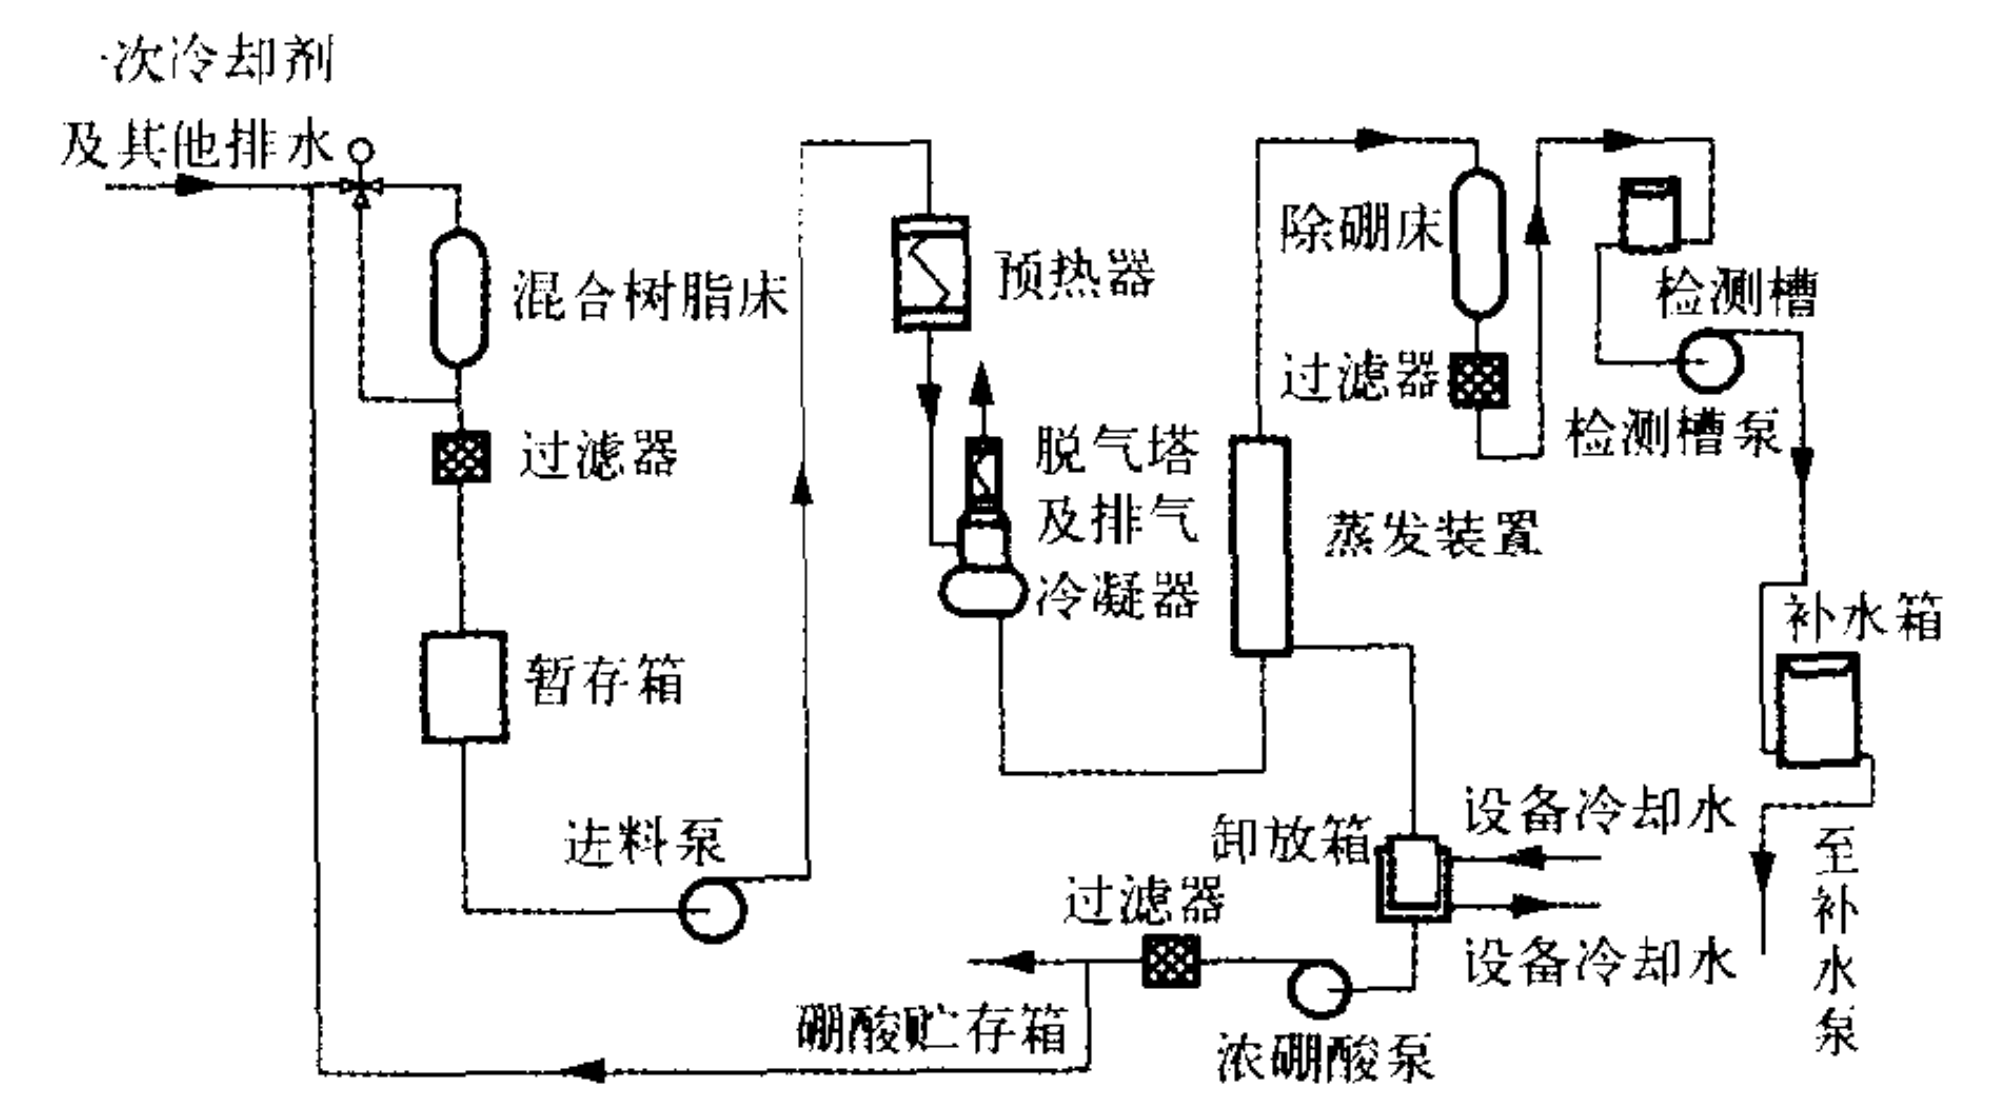 一次冷却剂
及其他排水
混合树脂床
过滤器
暂存箱
进料泵
预热器
脱气塔
及排气
冷凝器
除硼床
过滤器
检测槽
检测槽泵
蒸发装置
补水箱
设备冷却水
设备冷却水
至
补
水
泵
卸放箱
过滤器
硼酸贮存箱
浓硼酸泵